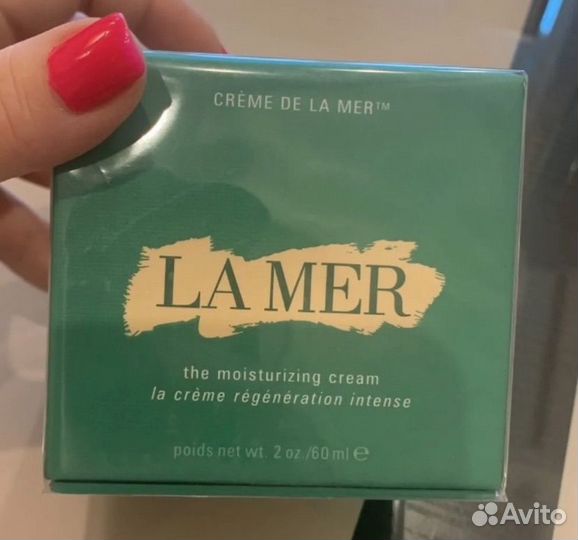 CRÈME DE LA MER™
LA MER
the moisturizing cream
la crème régénération intense
poids net wt. 2 oz /60 ml ℮
Avito